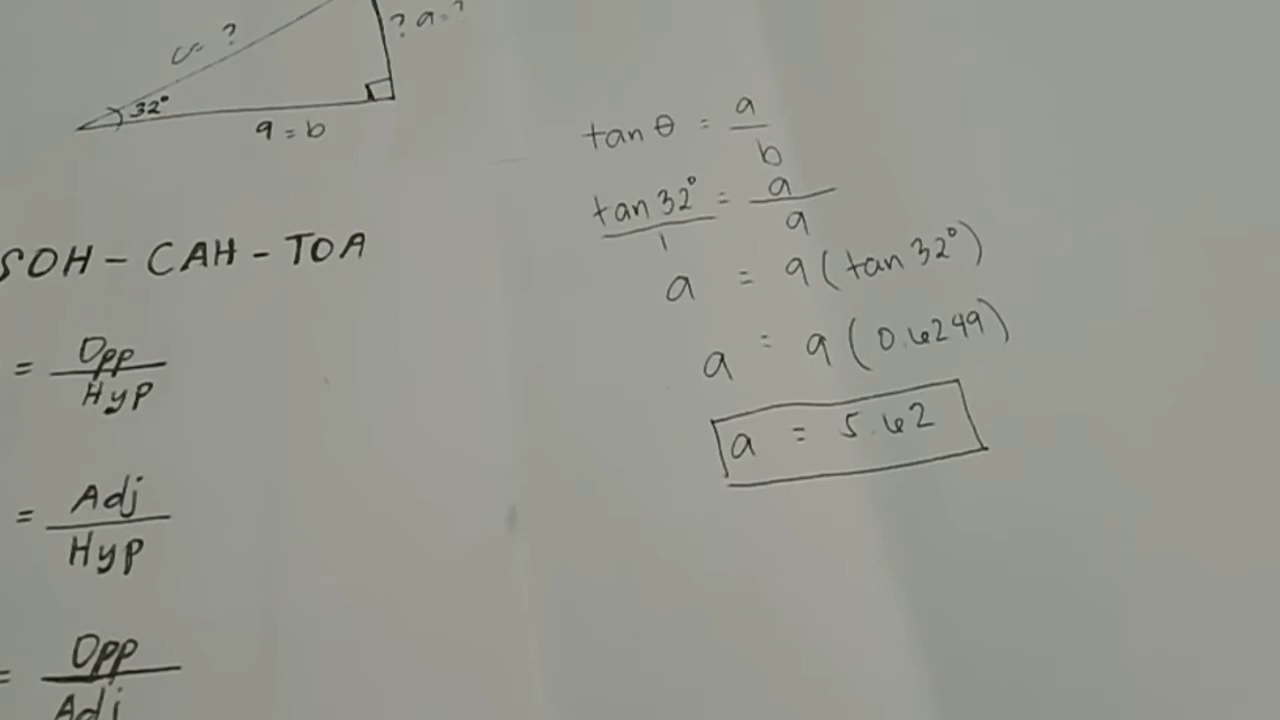 c = ?
? a = ?
32°
9 = b
SOH - CAH - TOA
= Opp / Hyp
= Adj / Hyp
= Opp / Adj
tan θ = a / b
tan 32° / 1 = a / 9
a = 9 (tan 32°)
a = 9 (0.6249)
a = 5.62